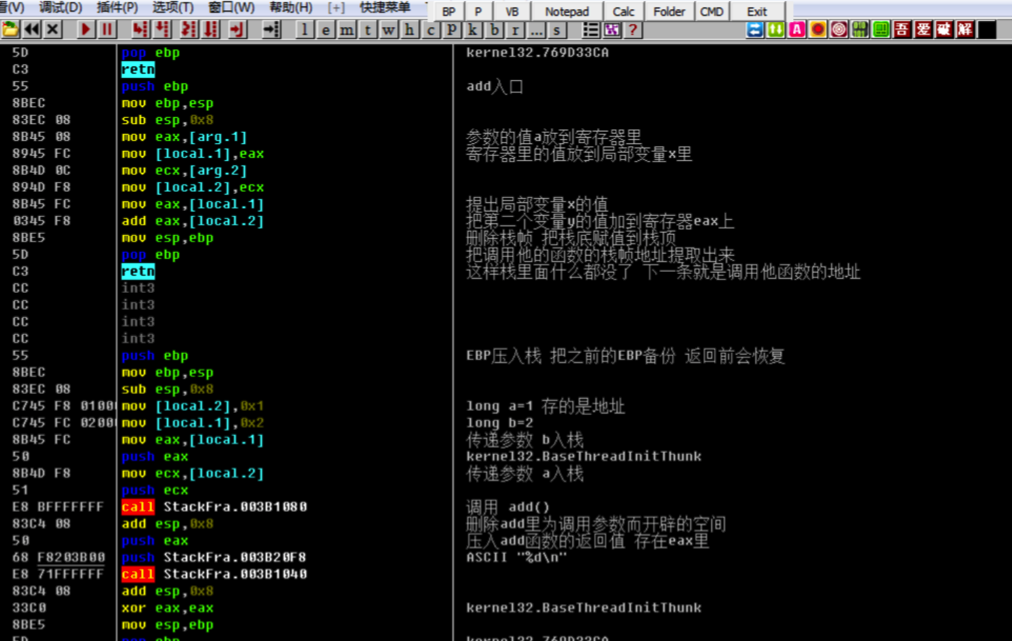 看(V) 调试(D) 插件(P) 选项(T) 窗口(W) 帮助(H) [+] 快捷菜单 BP P VB Notepad Calc Folder CMD Exit
l e m t w h c P k b r ... s ? A 吾 爱 破 解
5D pop ebp kernel32.769D33CA
C3 retn
55 push ebp add入口
8BEC mov ebp,esp
83EC 08 sub esp,0x8
8B45 08 mov eax,[arg.1] 参数的值a放到寄存器里
8945 FC mov [local.1],eax 寄存器里的值放到局部变量x里
8B4D 0C mov ecx,[arg.2]
894D F8 mov [local.2],ecx
8B45 FC mov eax,[local.1] 提出局部变量x的值
0345 F8 add eax,[local.2] 把第二个变量y的值加到寄存器eax上
8BE5 mov esp,ebp 删除栈帧 把栈底赋值到栈顶
5D pop ebp 把调用他的函数的栈帧地址提取出来
C3 retn 这样栈里面什么都没了 下一条就是调用他函数的地址
CC int3
CC int3
CC int3
CC int3
55 push ebp EBP压入栈 把之前的EBP备份 返回前会恢复
8BEC mov ebp,esp
83EC 08 sub esp,0x8
C745 F8 0100 mov [local.2],0x1 long a=1 存的是地址
C745 FC 0200 mov [local.1],0x2 long b=2
8B45 FC mov eax,[local.1] 传递参数 b入栈
50 push eax kernel32.BaseThreadInitThunk
8B4D F8 mov ecx,[local.2] 传递参数 a入栈
51 push ecx
E8 BFFFFFFF call StackFra.003B1080 调用 add()
83C4 08 add esp,0x8 删除add里为调用参数而开辟的空间
50 push eax 压入add函数的返回值 存在eax里
68 F8203B00 push StackFra.003B20F8 ASCII "%d\n"
E8 71FFFFFF call StackFra.003B1040
83C4 08 add esp,0x8
33C0 xor eax,eax kernel32.BaseThreadInitThunk
8BE5 mov esp,ebp
5D pop ebp kernel32.769D33CA